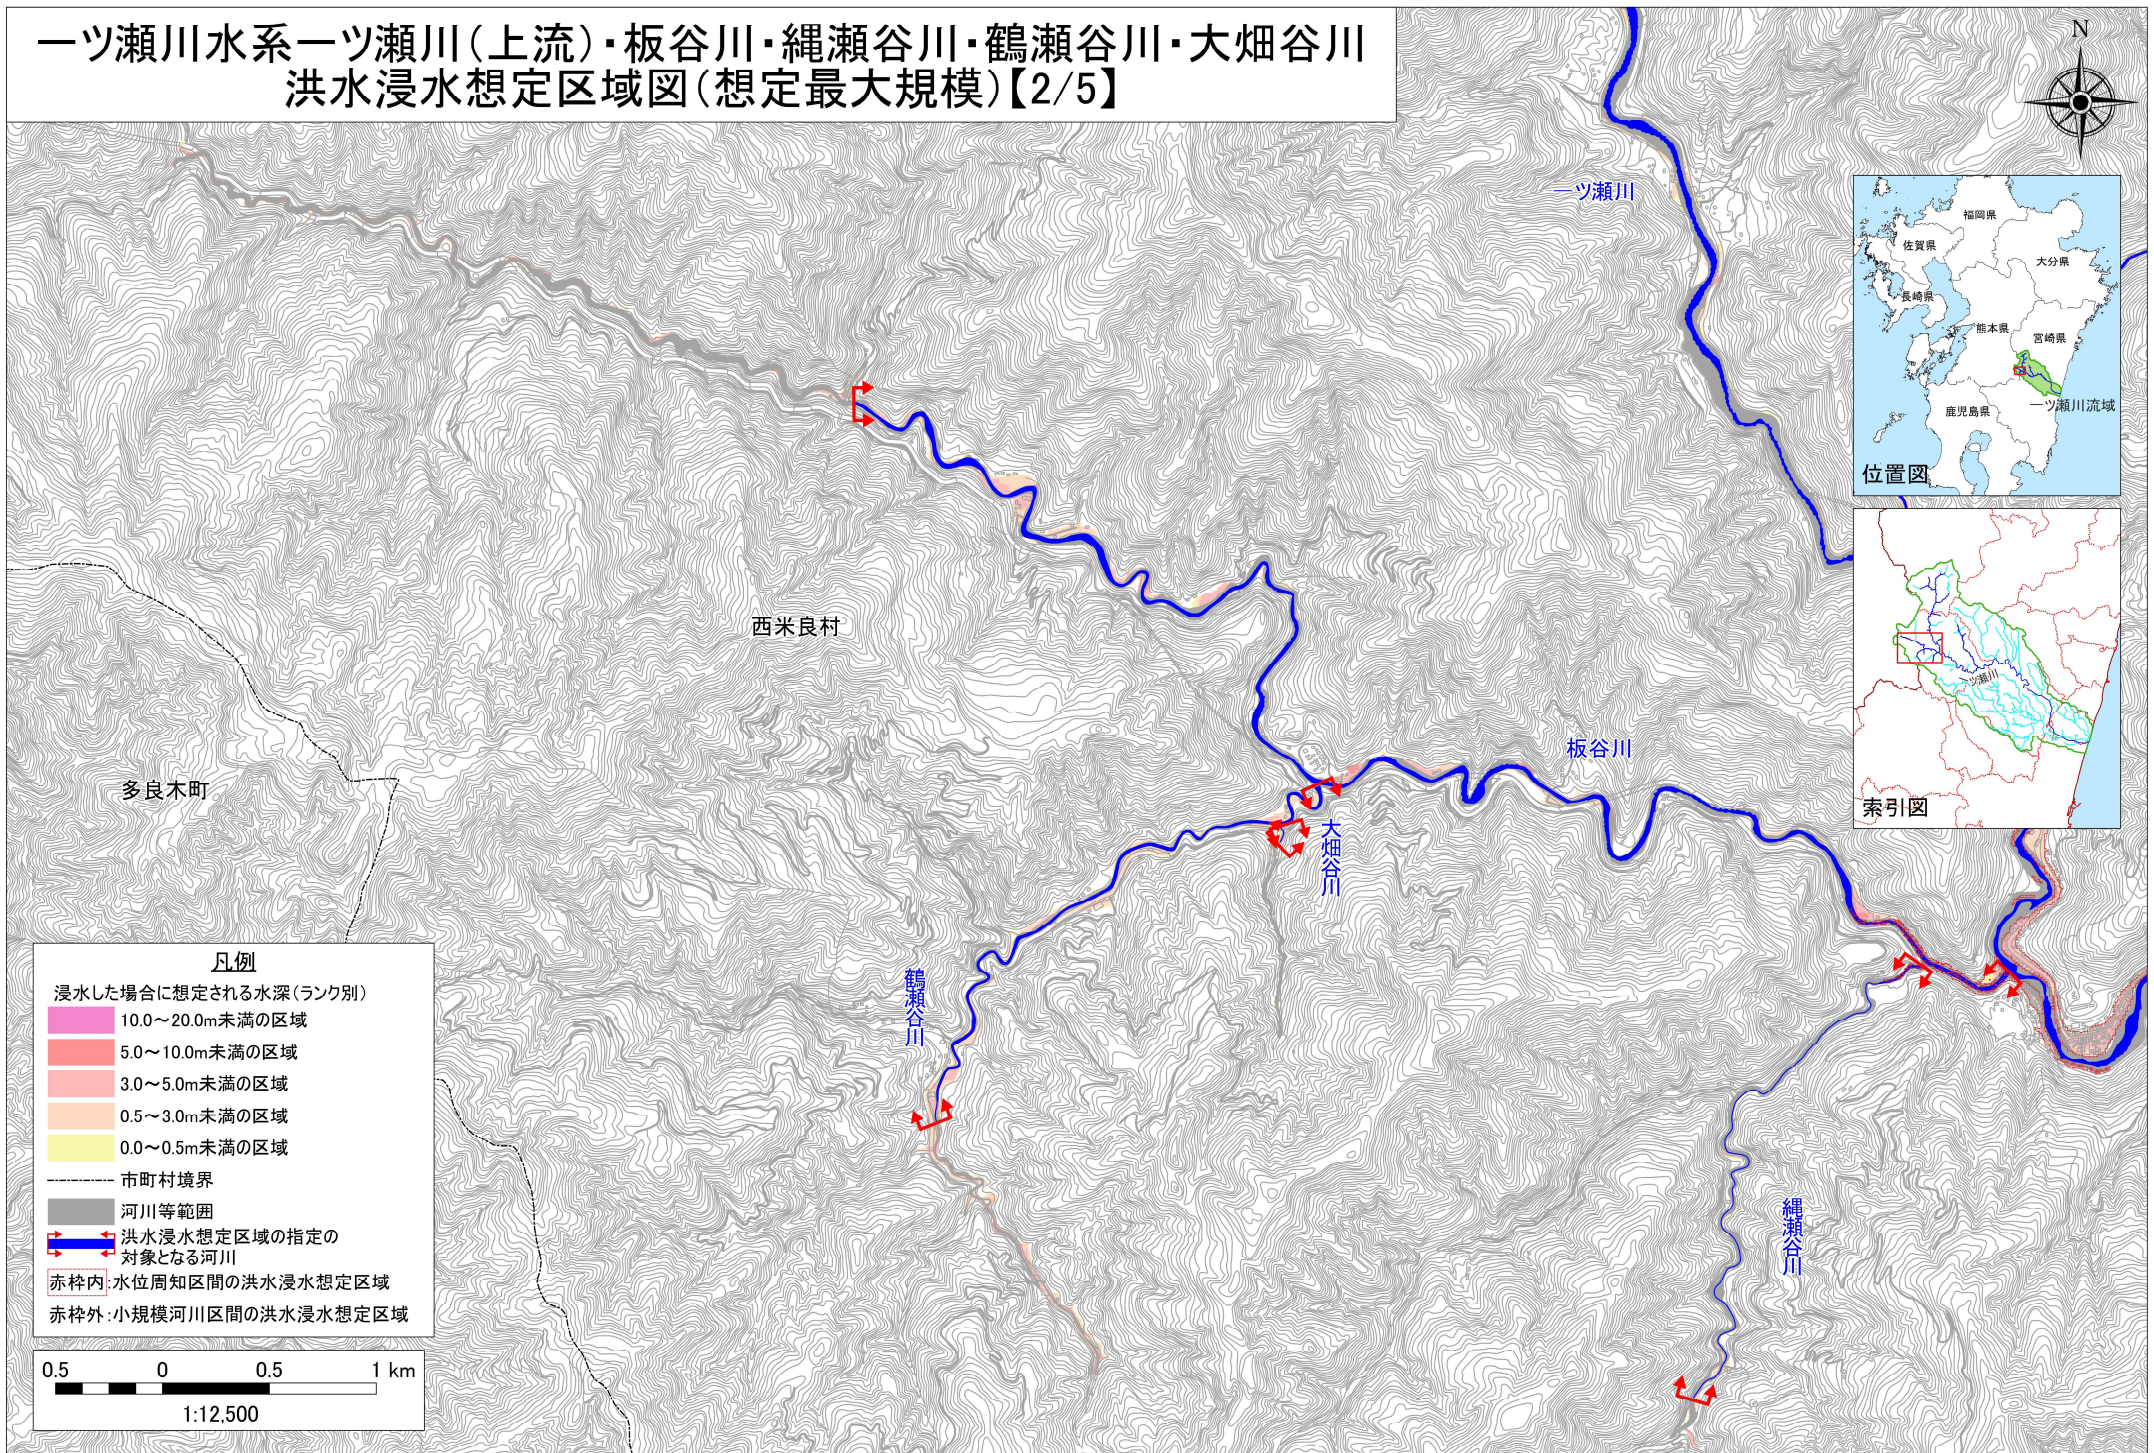 一ツ瀬川水系一ツ瀬川(上流)・板谷川・縄瀬谷川・鶴瀬谷川・大畑谷川
洪水浸水想定区域図(想定最大規模)【2/5】
N
一ツ瀬川
福岡県
佐賀県
大分県
長崎県
熊本県
宮崎県
鹿児島県
一ツ瀬川流域
位置図
一ツ瀬川
索引図
西米良村
多良木町
板谷川
大畑谷川
鶴瀬谷川
縄瀬谷川
凡例
浸水した場合に想定される水深(ランク別)
10.0～20.0m未満の区域
5.0～10.0m未満の区域
3.0～5.0m未満の区域
0.5～3.0m未満の区域
0.0～0.5m未満の区域
市町村境界
河川等範囲
洪水浸水想定区域の指定の
対象となる河川
赤枠内:水位周知区間の洪水浸水想定区域
赤枠外:小規模河川区間の洪水浸水想定区域
0.5 0 0.5 1 km
1:12,500